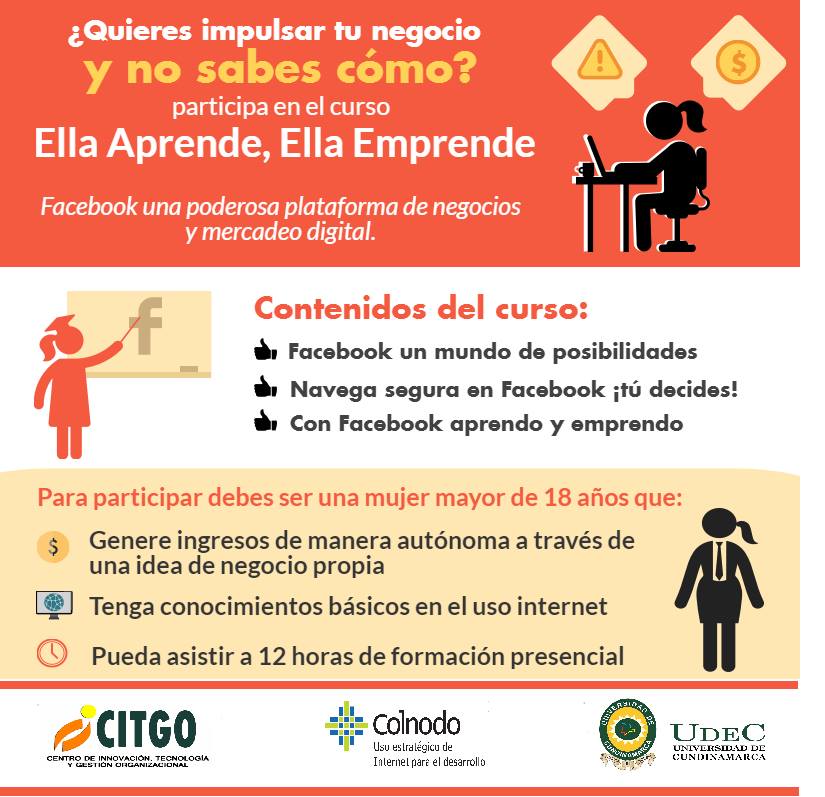 ¿Quieres impulsar tu negocio
y no sabes cómo?
participa en el curso
Ella Aprende, Ella Emprende
Facebook una poderosa plataforma de negocios
y mercadeo digital.
f
Contenidos del curso:
Facebook un mundo de posibilidades
Navega segura en Facebook ¡tú decides!
Con Facebook aprendo y emprendo
Para participar debes ser una mujer mayor de 18 años que:
$
Genere ingresos de manera autónoma a través de
una idea de negocio propia
Tenga conocimientos básicos en el uso internet
Pueda asistir a 12 horas de formación presencial
CITGO
CENTRO DE INNOVACIÓN, TECNOLOGÍA
Y GESTIÓN ORGANIZACIONAL
Colnodo
Uso estratégico de
Internet para el desarrollo
UNIVERSIDAD DE
CUNDINAMARCA
UDEC
UNIVERSIDAD DE
CUNDINAMARCA